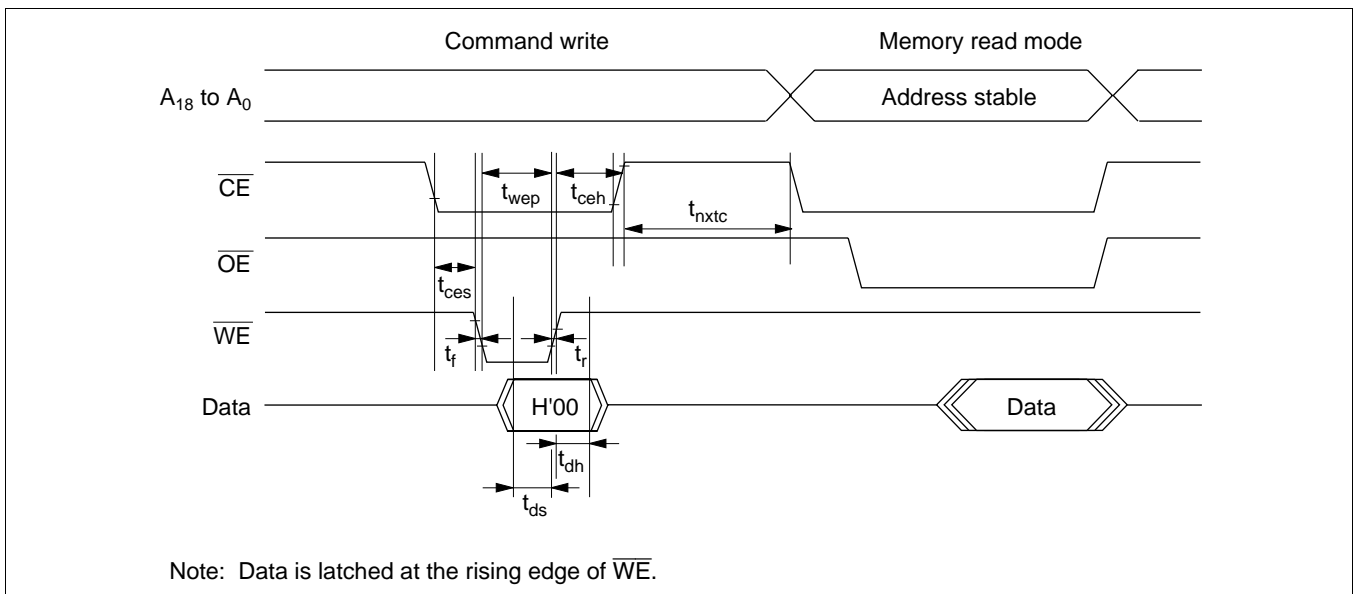 Command write Memory read mode
A18 to A0 Address stable
CE
twep tceh
tnxtc
OE
tces
WE
tf tr
Data H'00 Data
tdh
tds
Note: Data is latched at the rising edge of WE.